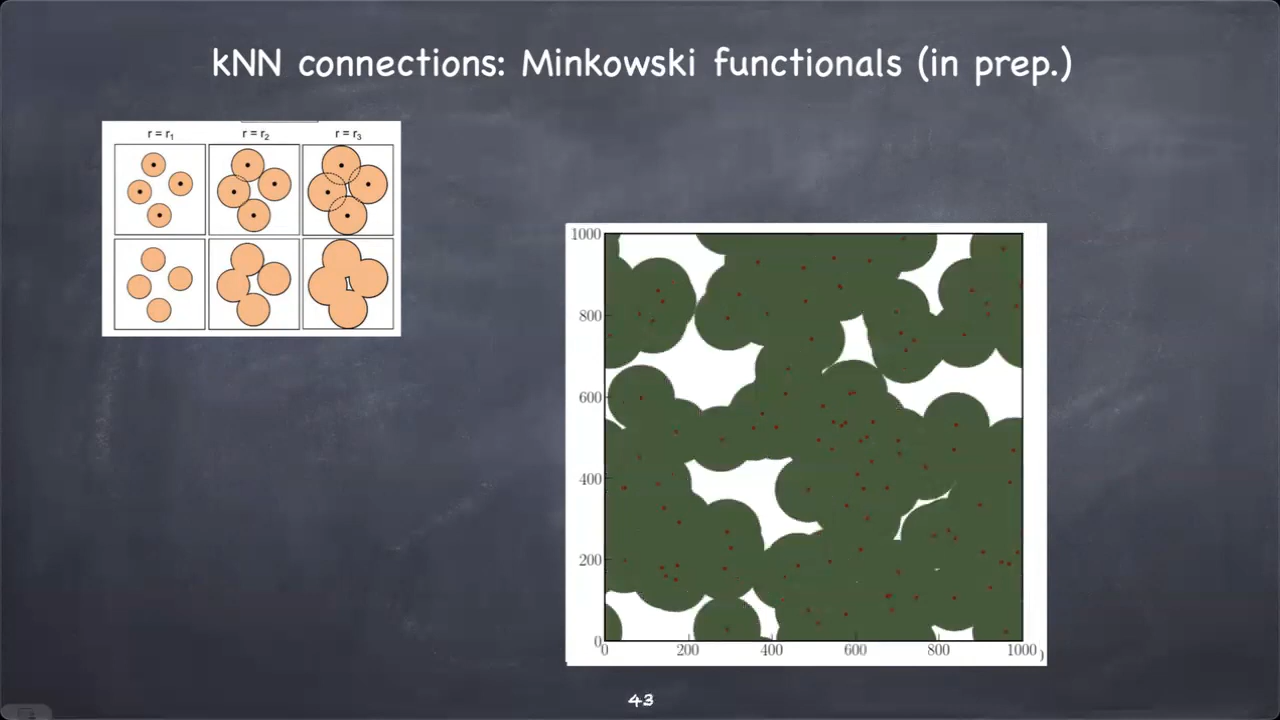 kNN connections: Minkowski functionals (in prep.)
r = r1 r = r2 r = r3
1000
800
600
400
200
0
0 200 400 600 800 1000 )
43